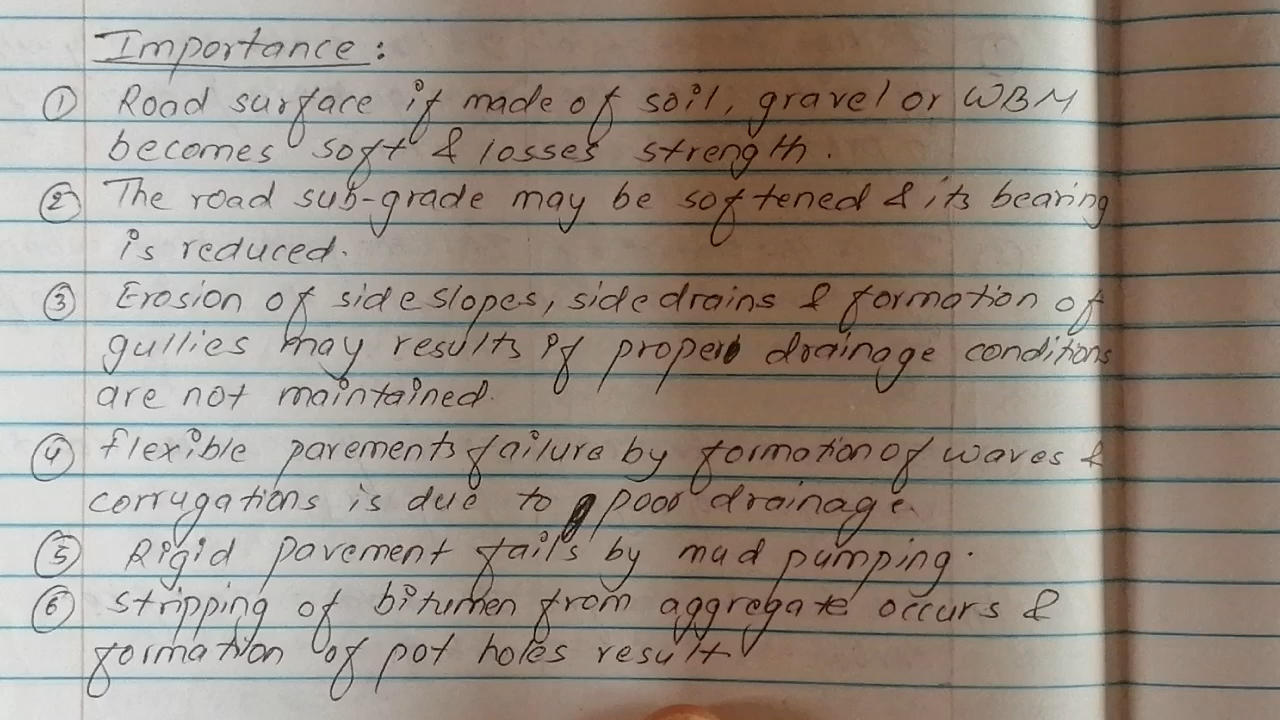 Importance :
① Road surface if made of soil, gravel or WBM
becomes soft & losses strength.
② The road sub-grade may be softened & its bearing
is reduced.
③ Erosion of side slopes, side drains & formation of
gullies may results if proper drainage conditions
are not maintained.
④ flexible pavements failure by formation of waves &
corrugations is due to poor drainage.
⑤ Rigid pavement fails by mud pumping.
⑥ stripping of bitumen from aggregate occurs &
formation of pot holes result